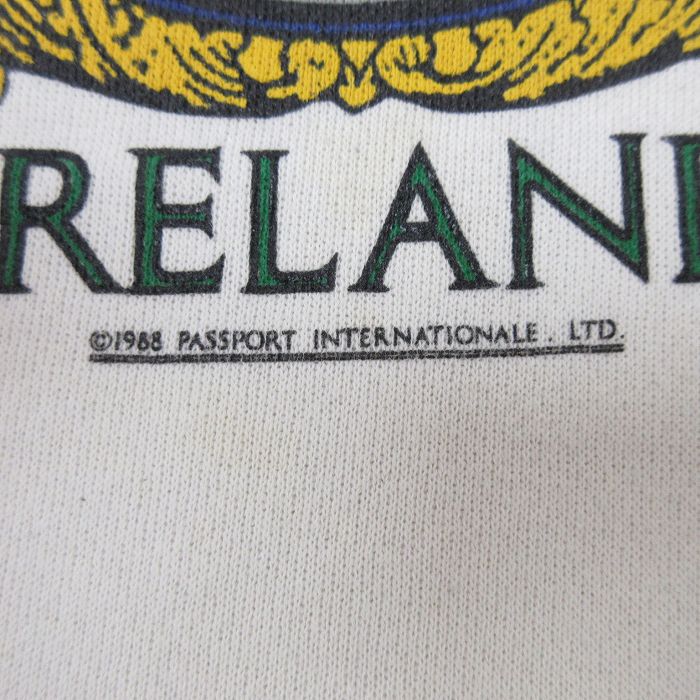 RELAN
©1988 PASSPORT INTERNATIONALE. LTD.